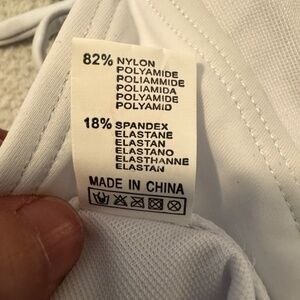 82% NYLON
POLYAMIDE
POLIAMMIDE
POLIAMIDA
POLYAMIDE
POLYAMID
18% SPANDEX
ELASTANE
ELASTAN
ELASTANO
ELASTHANNE
ELASTAN
MADE IN CHINA